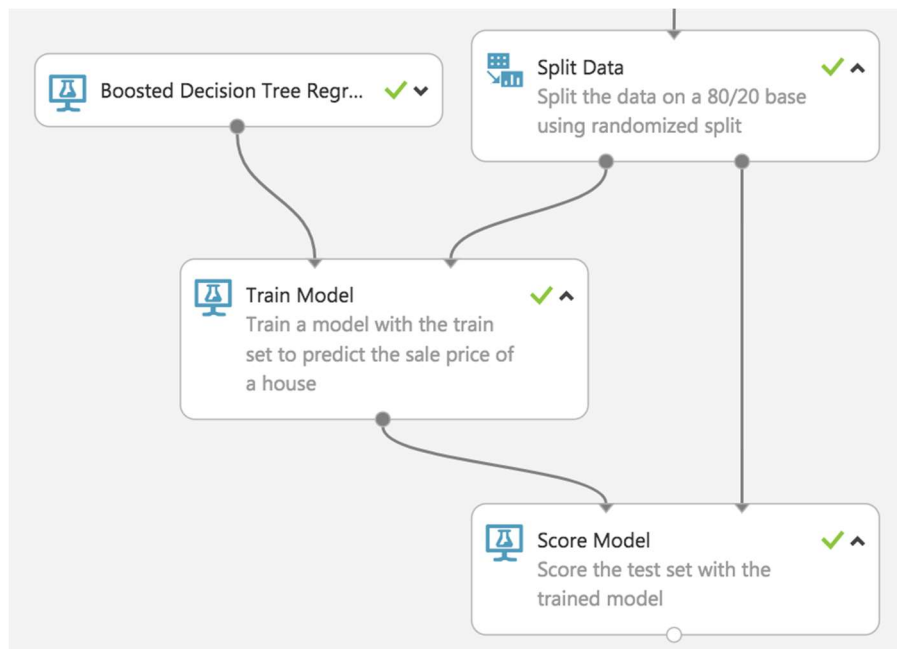 Boosted Decision Tree Regr...
Split Data
Split the data on a 80/20 base
using randomized split
Train Model
Train a model with the train
set to predict the sale price of
a house
Score Model
Score the test set with the
trained model